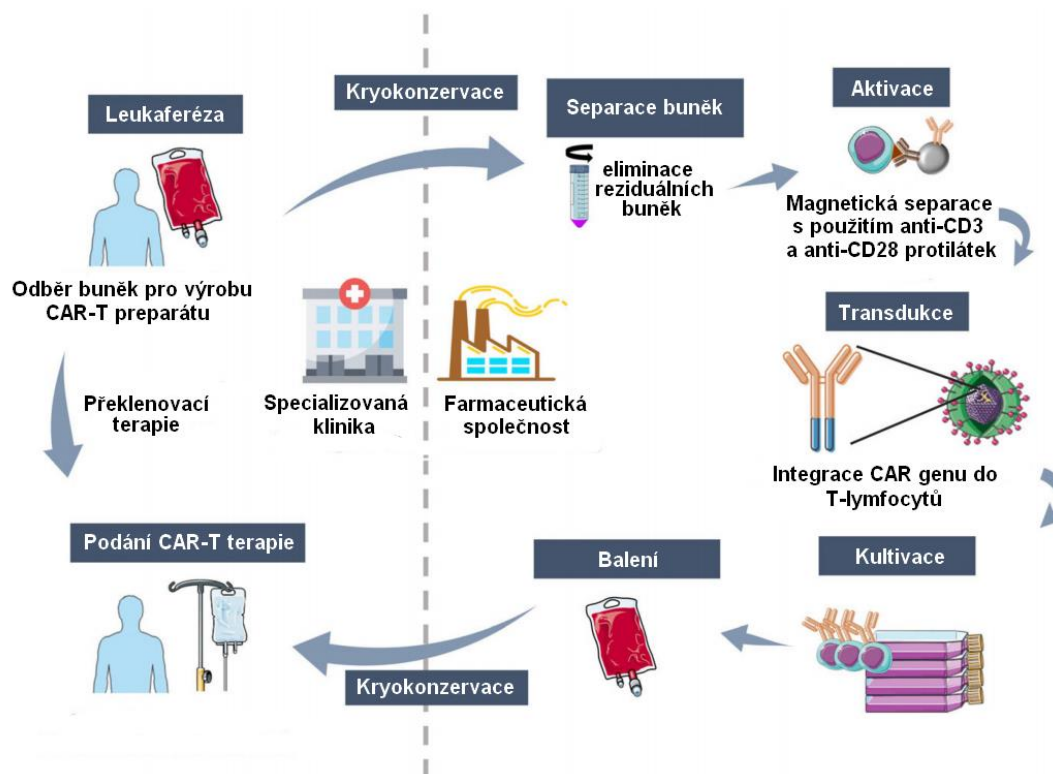 Leukaferéza
Odběr buněk pro výrobu
CAR-T preparátu
Kryokonzervace
Separace buněk
eliminace
reziduálních
buněk
Aktivace
Magnetická separace
s použitím anti-CD3
a anti-CD28 protilátek
Transdukce
Integrace CAR genu do
T-lymfocytů
Specializovaná
klinika
Farmaceutická
společnost
Překlenovací
terapie
Kultivace
Balení
Kryokonzervace
Podání CAR-T terapie